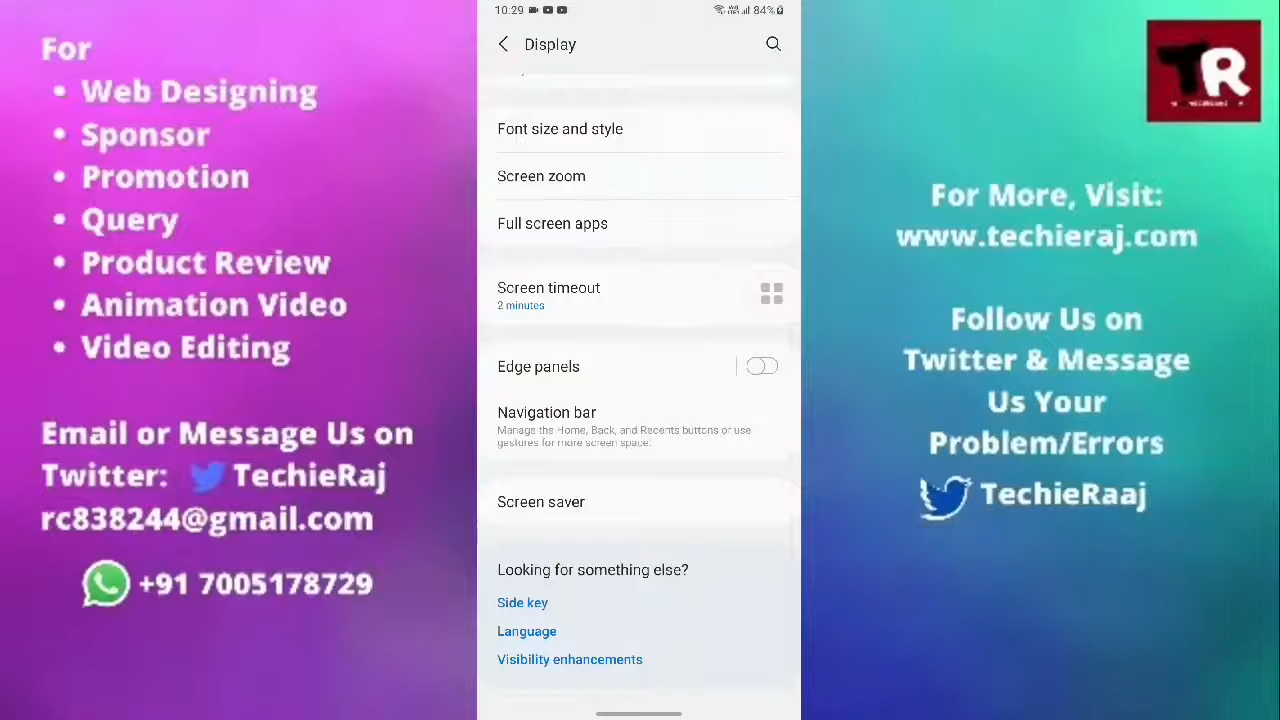 For
• Web Designing
• Sponsor
• Promotion
• Query
• Product Review
• Animation Video
• Video Editing
Email or Message Us on
Twitter: TechieRaj
rc838244@gmail.com
+91 7005178729
10.29
84%
Display
Font size and style
Screen zoom
Full screen apps
Screen timeout
2 minutes
Edge panels
Navigation bar
Manage the Home, Back, and Recents buttons or use
gestures for more screen space.
Screen saver
Looking for something else?
Side key
Language
Visibility enhancements
TR
For More, Visit:
www.techieraj.com
Follow Us on
Twitter & Message
Us Your
Problem/Errors
TechieRaaj